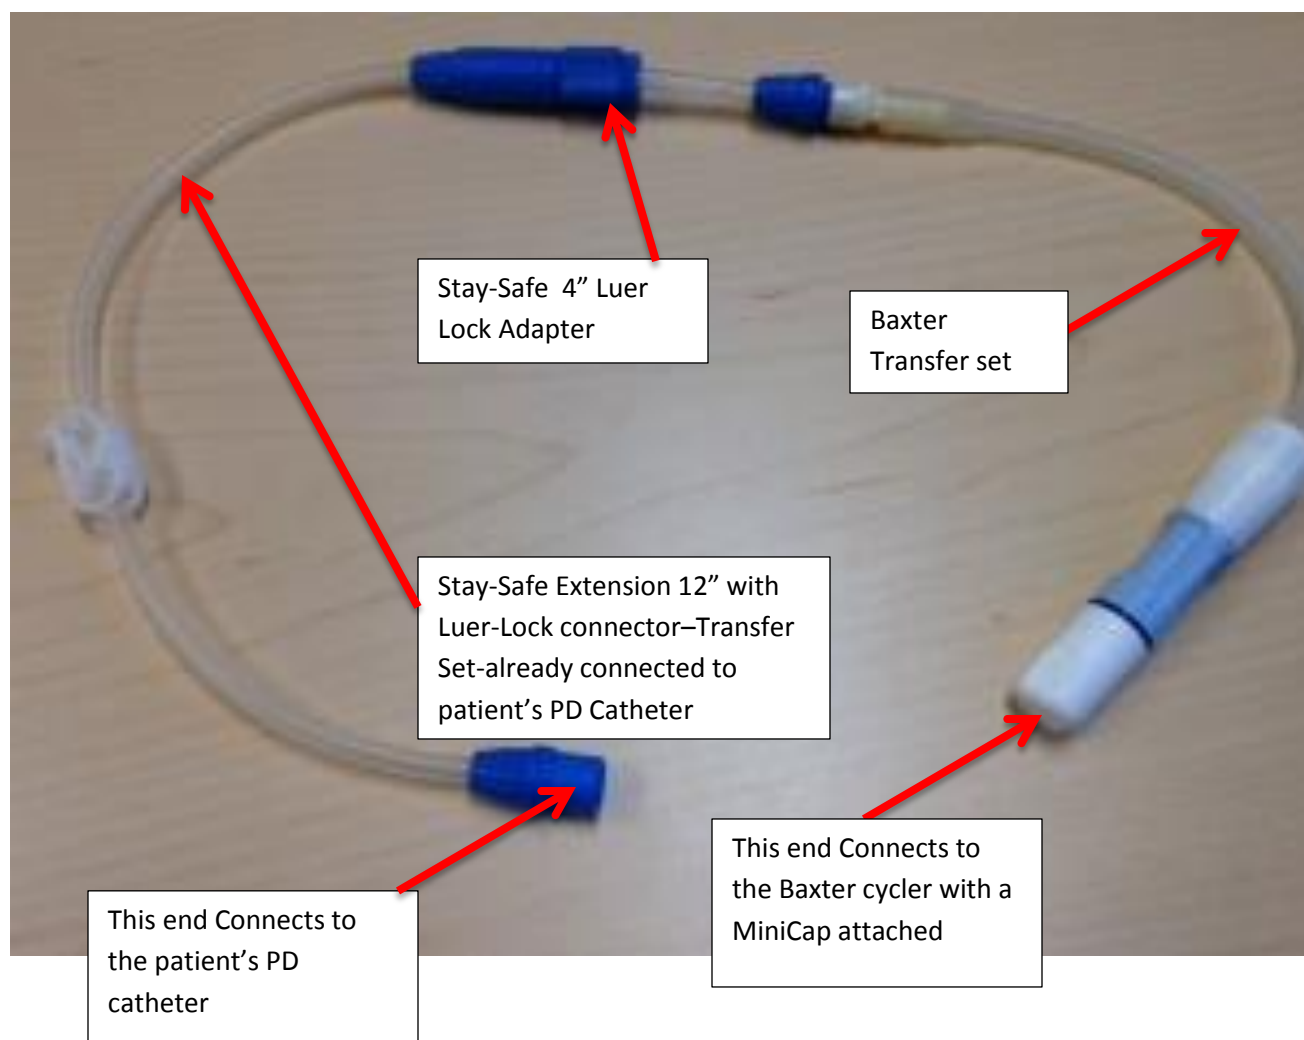 Stay-Safe  4” Luer
Lock Adapter
Baxter
Transfer set
Stay-Safe Extension 12” with
Luer-Lock connector–Transfer
Set-already connected to
patient’s PD Catheter
This end Connects to
the Baxter cycler with a
MiniCap attached
This end Connects to
the patient’s PD
catheter